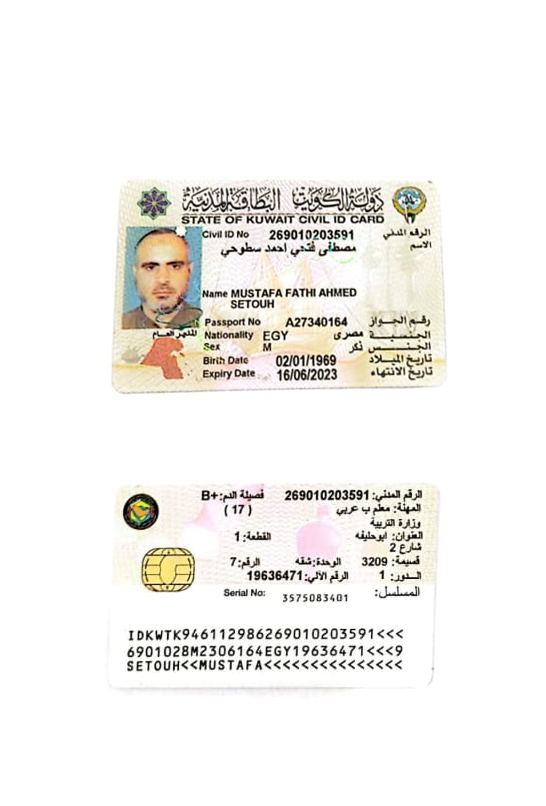 دولة الكويت البطاقة المدنية
STATE OF KUWAIT CIVIL ID CARD
Civil ID No 269010203591 الرقم المدني
مصطفى فتحي احمد سطوحي الاسم
Name MUSTAFA FATHI AHMED
SETOUH
Passport No A27340164 رقم الجواز
Nationality EGY مصرى الجنسية
Sex M ذكر الجنس
Birth Date 02/01/1969 تاريخ الميلاد
Expiry Date 16/06/2023 تاريخ الانتهاء
المدير العام
الرقم المدني: 269010203591 فصيلة الدم: B+
المهنة: معلم ب عربي ( 17 )
وزارة التربية
العنوان: ابوحليفه القطعة: 1
شارع 2
قسيمة: 3209 الوحدة: شقه الرقم: 7
الـــدور: 1 الرقم الآلي: 19636471
المسلسل: 3575083401 Serial No:
IDKWTK946112986269010203591<<<
6901028M2306164EGY19636471<<<9
SETOUH<<MUSTAFA<<<<<<<<<<<<<<<